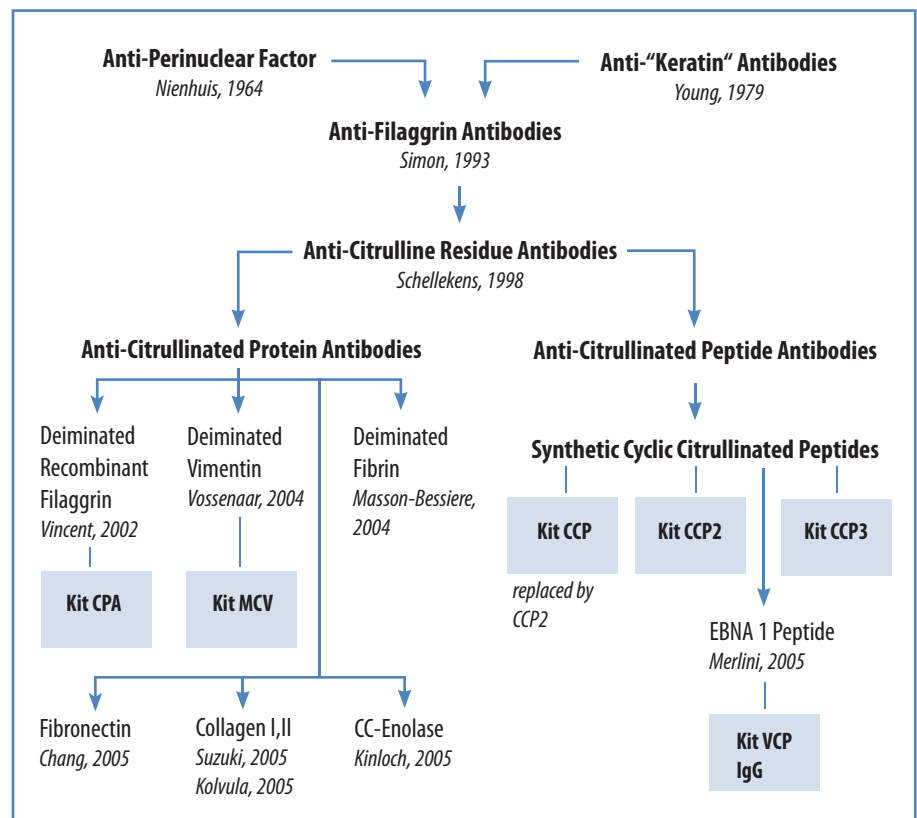 Anti-Perinuclear Factor
Nienhuis, 1964
Anti-“Keratin“ Antibodies
Young, 1979
Anti-Filaggrin Antibodies
Simon, 1993
Anti-Citrulline Residue Antibodies
Schellekens, 1998
Anti-Citrullinated Protein Antibodies
Deiminated
Recombinant
Filaggrin
Vincent, 2002
Kit CPA
Deiminated
Vimentin
Vossenaar, 2004
Kit MCV
Deiminated
Fibrin
Masson-Bessiere,
2004
Fibronectin
Chang, 2005
Collagen I,II
Suzuki, 2005
Kolvula, 2005
CC-Enolase
Kinloch, 2005
Anti-Citrullinated Peptide Antibodies
Synthetic Cyclic Citrullinated Peptides
Kit CCP
replaced by
CCP2
Kit CCP2
Kit CCP3
EBNA 1 Peptide
Merlini, 2005
Kit VCP
IgG